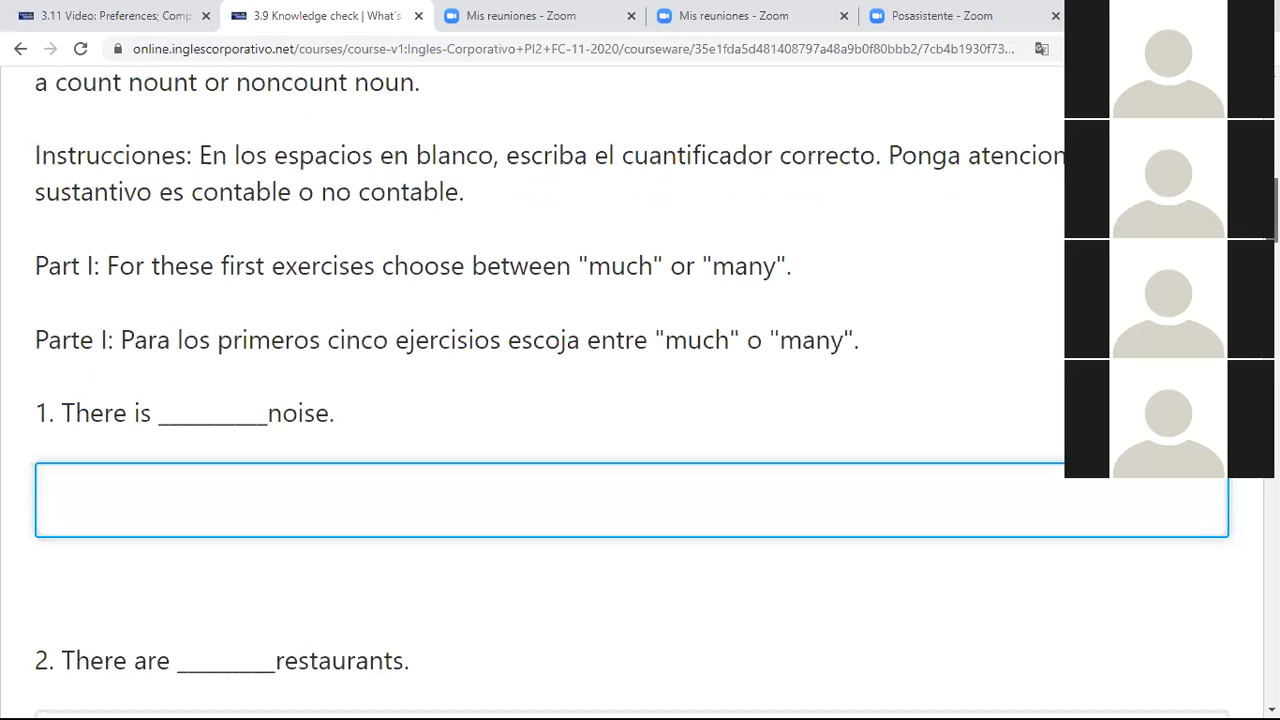 3.11 Video: Preferences; Comp
3.9 Knowledge check | What's
Mis reuniones - Zoom
Mis reuniones - Zoom
Posasistente - Zoom
online.inglescorporativo.net/courses/course-v1:Ingles-Corporativo+PI2+FC-11-2020/courseware/35e1fda5d481408797a48a9b0f80bbb2/7cb4b1930f73...
a count nount or noncount noun.
Instrucciones: En los espacios en blanco, escriba el cuantificador correcto. Ponga atencion
sustantivo es contable o no contable.
Part I: For these first exercises choose between "much" or "many".
Parte I: Para los primeros cinco ejercisios escoja entre "much" o "many".
1. There is __________noise.
2. There are _________restaurants.